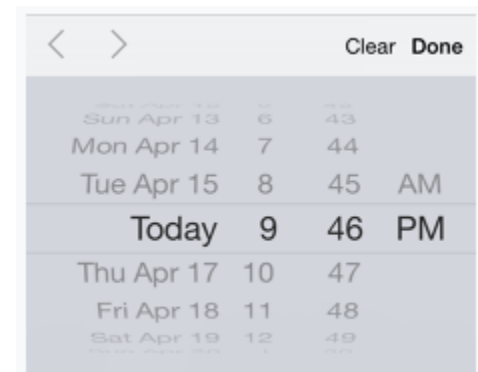 Clear Done
Sun Apr 13 6 43
Mon Apr 14 7 44
Tue Apr 15 8 45 AM
Today 9 46 PM
Thu Apr 17 10 47
Fri Apr 18 11 48
Sat Apr 19 12 49